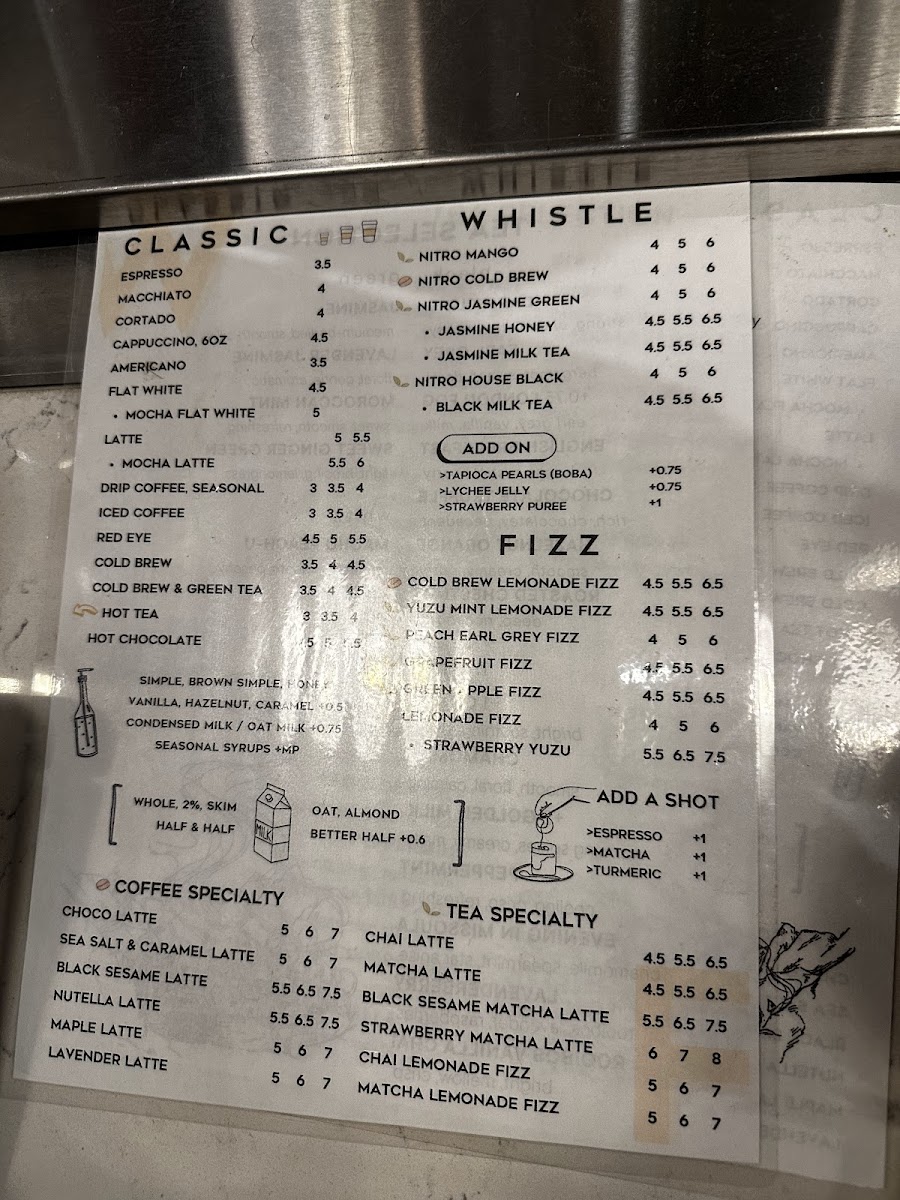 CLASSIC
ESPRESSO 3.5
MACCHIATO 4
CORTADO 4
CAPPUCCINO, 6OZ 4.5
AMERICANO 3.5
FLAT WHITE 4.5
• MOCHA FLAT WHITE 5
LATTE 5 5.5
• MOCHA LATTE 5.5 6
DRIP COFFEE, SEASONAL 3 3.5 4
ICED COFFEE 3 3.5 4
RED EYE 4.5 5 5.5
COLD BREW 3.5 4 4.5
COLD BREW & GREEN TEA 3.5 4 4.5
HOT TEA 3 3.5 4
HOT CHOCOLATE
SIMPLE, BROWN SIMPLE, HONEY
VANILLA, HAZELNUT, CARAMEL +0.5
CONDENSED MILK / OAT MILK +0.75
SEASONAL SYRUPS +MP
WHOLE, 2%, SKIM
HALF & HALF
MILK
OAT, ALMOND
BETTER HALF +0.6
COFFEE SPECIALTY
CHOCO LATTE 5 6 7
SEA SALT & CARAMEL LATTE 5 6 7
BLACK SESAME LATTE 5.5 6.5 7.5
NUTELLA LATTE 5.5 6.5 7.5
MAPLE LATTE 5 6 7
LAVENDER LATTE 5 6 7
WHISTLE
NITRO MANGO 4 5 6
NITRO COLD BREW 4 5 6
NITRO JASMINE GREEN 4 5 6
• JASMINE HONEY 4.5 5.5 6.5
• JASMINE MILK TEA 4.5 5.5 6.5
NITRO HOUSE BLACK 4 5 6
• BLACK MILK TEA 4.5 5.5 6.5
ADD ON
>TAPIOCA PEARLS (BOBA) +0.75
>LYCHEE JELLY +0.75
>STRAWBERRY PUREE +1
FIZZ
COLD BREW LEMONADE FIZZ 4.5 5.5 6.5
YUZU MINT LEMONADE FIZZ 4.5 5.5 6.5
PEACH EARL GREY FIZZ 4 5 6
GRAPEFRUIT FIZZ 4.5 5.5 6.5
GREEN APPLE FIZZ 4.5 5.5 6.5
LEMONADE FIZZ 4 5 6
• STRAWBERRY YUZU 5.5 6.5 7.5
ADD A SHOT
>ESPRESSO +1
>MATCHA +1
>TURMERIC +1
TEA SPECIALTY
CHAI LATTE 4.5 5.5 6.5
MATCHA LATTE 4.5 5.5 6.5
BLACK SESAME MATCHA LATTE 5.5 6.5 7.5
STRAWBERRY MATCHA LATTE 6 7 8
CHAI LEMONADE FIZZ 5 6 7
MATCHA LEMONADE FIZZ 5 6 7